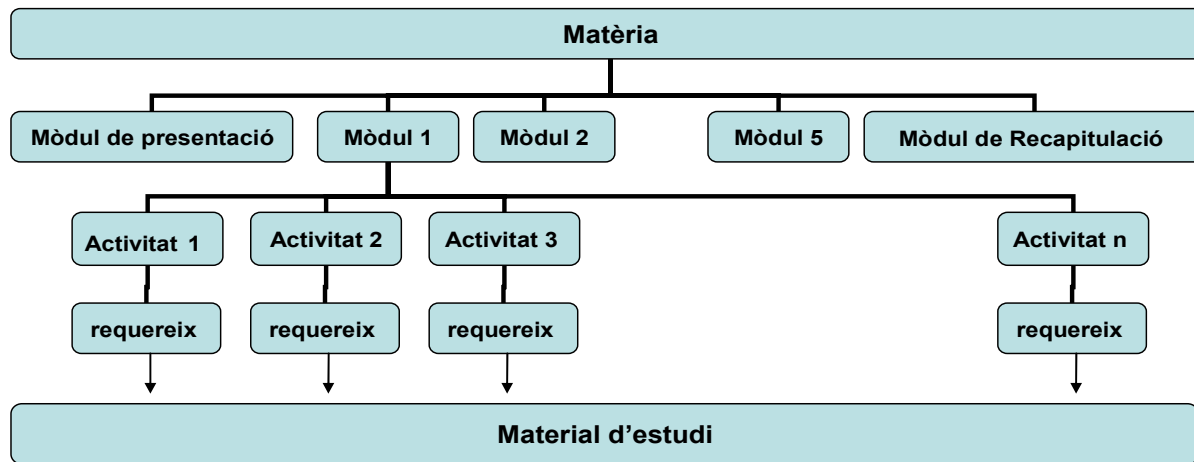 Matèria
Mòdul de presentació
Mòdul 1
Mòdul 2
Mòdul 5
Mòdul de Recapitulació
Activitat 1
Activitat 2
Activitat 3
Activitat n
requereix
requereix
requereix
requereix
Material d’estudi